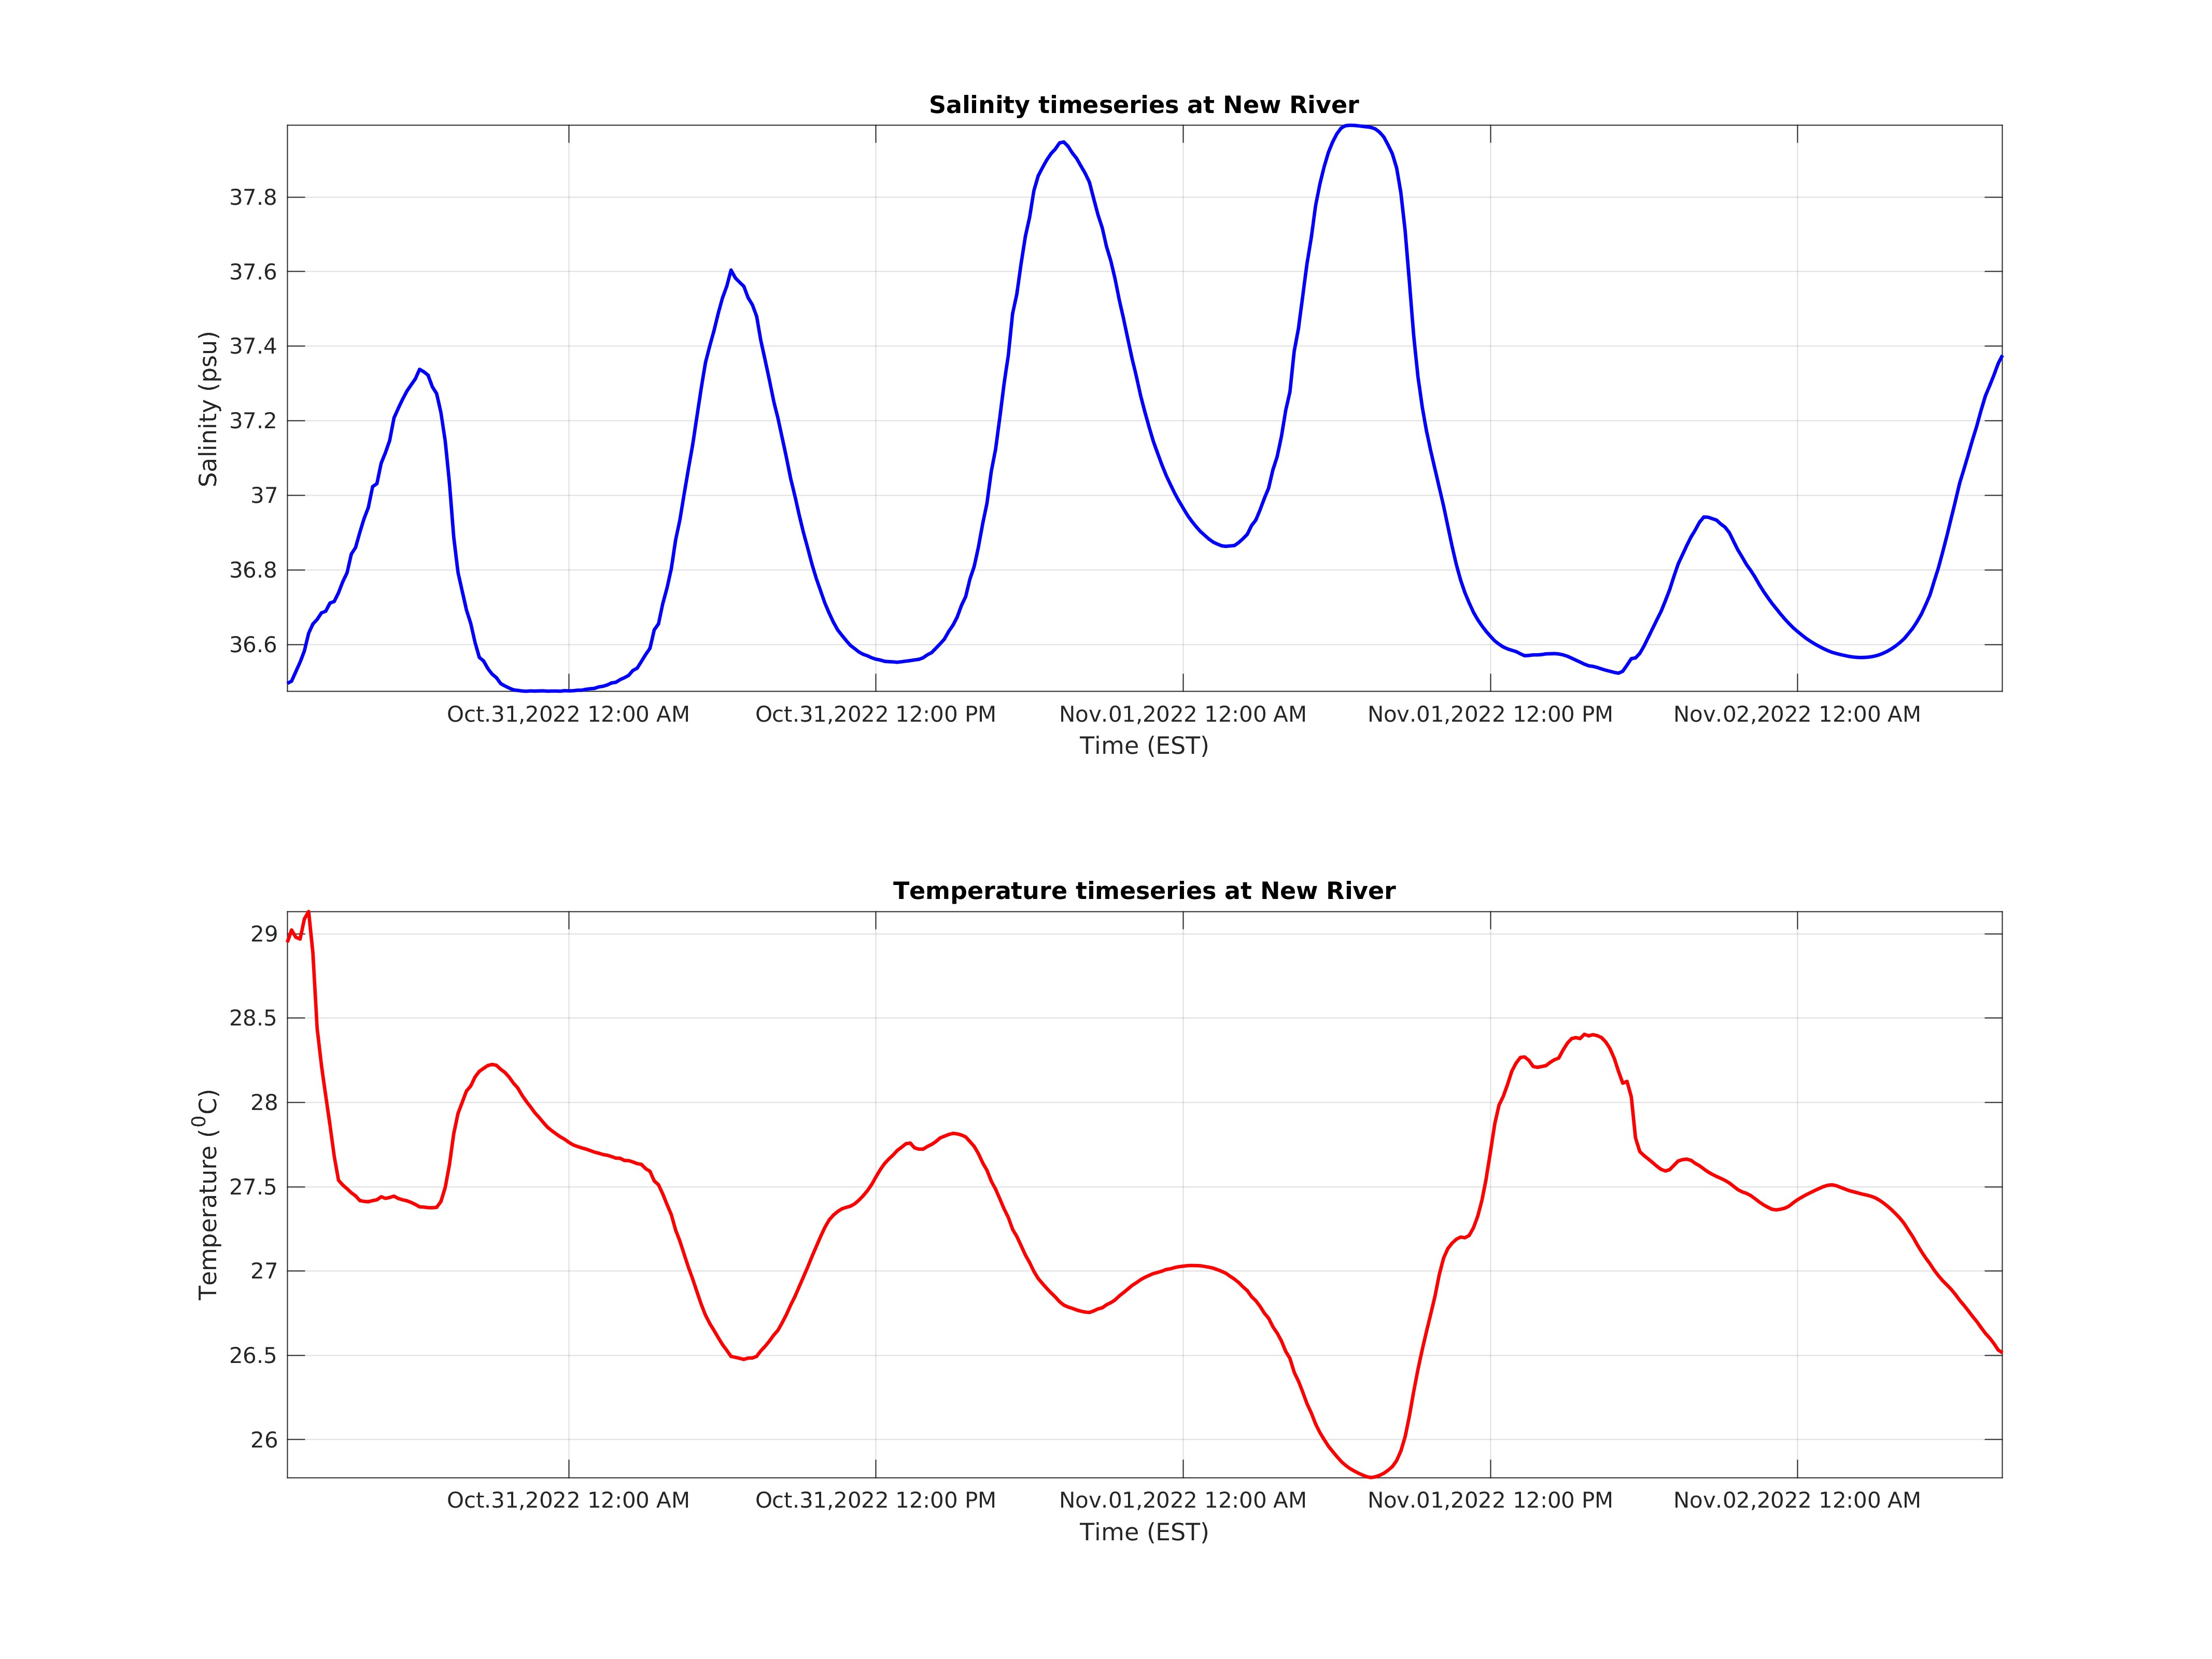 Salinity timeseries at New River
Salinity (psu)
37.8
37.6
37.4
37.2
37
36.8
36.6
Oct.31,2022 12:00 AM
Oct.31,2022 12:00 PM
Nov.01,2022 12:00 AM
Nov.01,2022 12:00 PM
Nov.02,2022 12:00 AM
Time (EST)
Temperature timeseries at New River
Temperature (⁰C)
29
28.5
28
27.5
27
26.5
26
Oct.31,2022 12:00 AM
Oct.31,2022 12:00 PM
Nov.01,2022 12:00 AM
Nov.01,2022 12:00 PM
Nov.02,2022 12:00 AM
Time (EST)